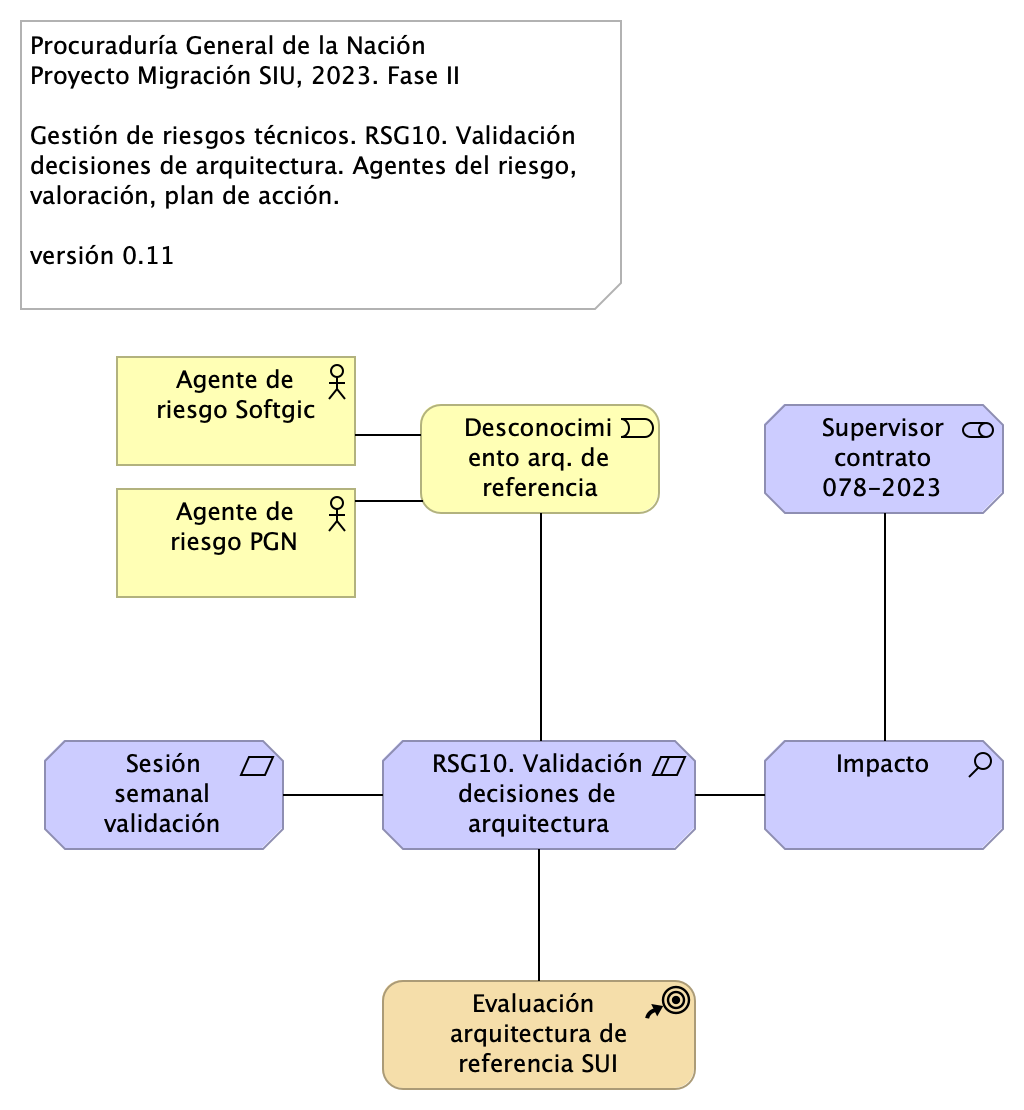 Procuraduría General de la Nación
Proyecto Migración SIU, 2023. Fase II
Gestión de riesgos técnicos. RSG10. Validación
decisiones de arquitectura. Agentes del riesgo,
valoración, plan de acción.
versión 0.11
Agente de
riesgo Softgic
Desconocimi
ento arq. de
referencia
Supervisor
contrato
078-2023
Agente de
riesgo PGN
Sesión
semanal
validación
RSG10. Validación
decisiones de
arquitectura
Impacto
Evaluación
arquitectura de
referencia SUI